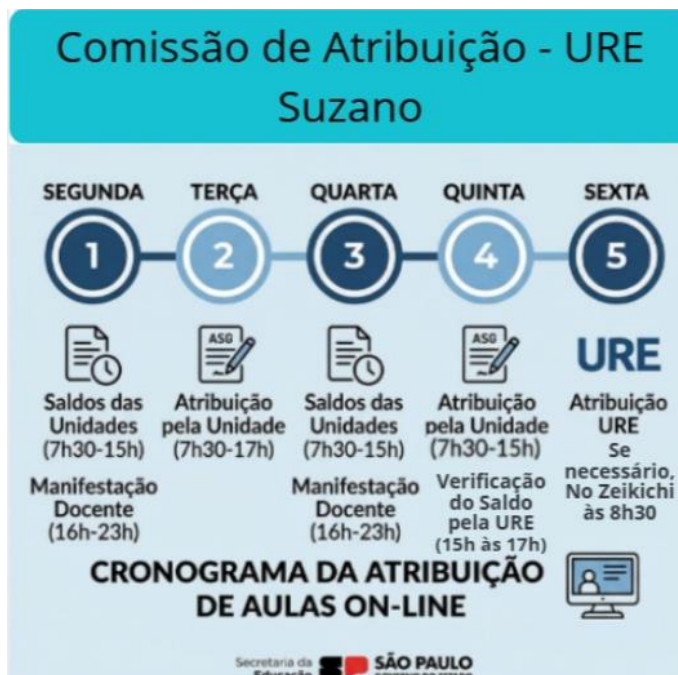 Comissão de Atribuição - URE
Suzano
SEGUNDA
TERÇA
QUARTA
QUINTA
SEXTA
1
2
3
4
5
ASG
ASG
URE
Saldos das
Unidades
(7h30-15h)
Manifestação
Docente
(16h-23h)
Atribuição
pela Unidade
(7h30-17h)
Saldos das
Unidades
(7h30-15h)
Manifestação
Docente
(16h-23h)
Atribuição
pela Unidade
(7h30-15h)
Verificação
do Saldo
pela URE
(15h às 17h)
Atribuição
URE
Se
necessário,
No Zeikichi
às 8h30
CRONOGRAMA DA ATRIBUIÇÃO
DE AULAS ON-LINE
Secretaria da
Educação
SÃO PAULO